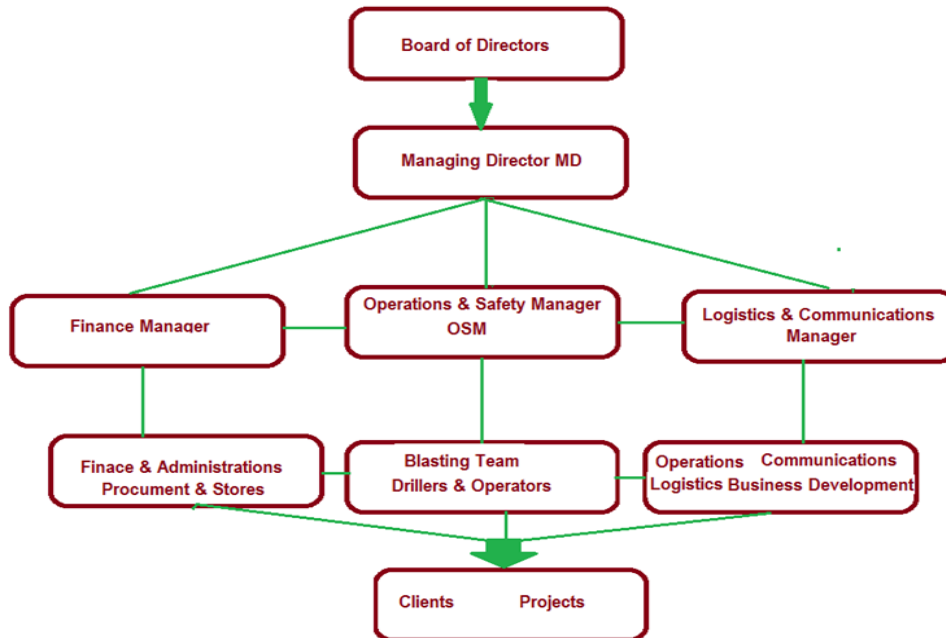 Board of Directors
Managing Director MD
Finance Manager
Operations & Safety Manager
OSM
Logistics & Communications
Manager
Finace & Administrations
Procument & Stores
Blasting Team
Drillers & Operators
Operations Communications
Logistics Business Development
Clients Projects